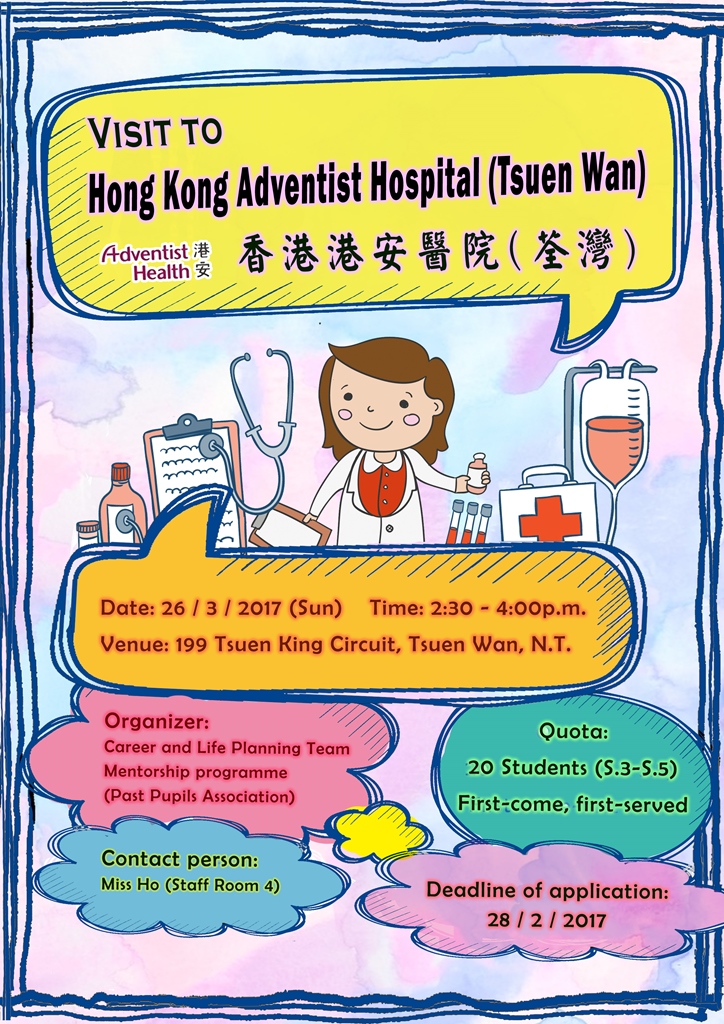 VISIT TO
Hong Kong Adventist Hospital (Tsuen Wan)
Adventist Health 港安
香港港安醫院(荃灣)
Date: 26 / 3 / 2017 (Sun) Time: 2:30 - 4:00p.m.
Venue: 199 Tsuen King Circuit, Tsuen Wan, N.T.
Organizer:
Career and Life Planning Team
Mentorship programme
(Past Pupils Association)
Quota:
20 Students (S.3-S.5)
First-come, first-served
Contact person:
Miss Ho (Staff Room 4)
Deadline of application:
28 / 2 / 2017